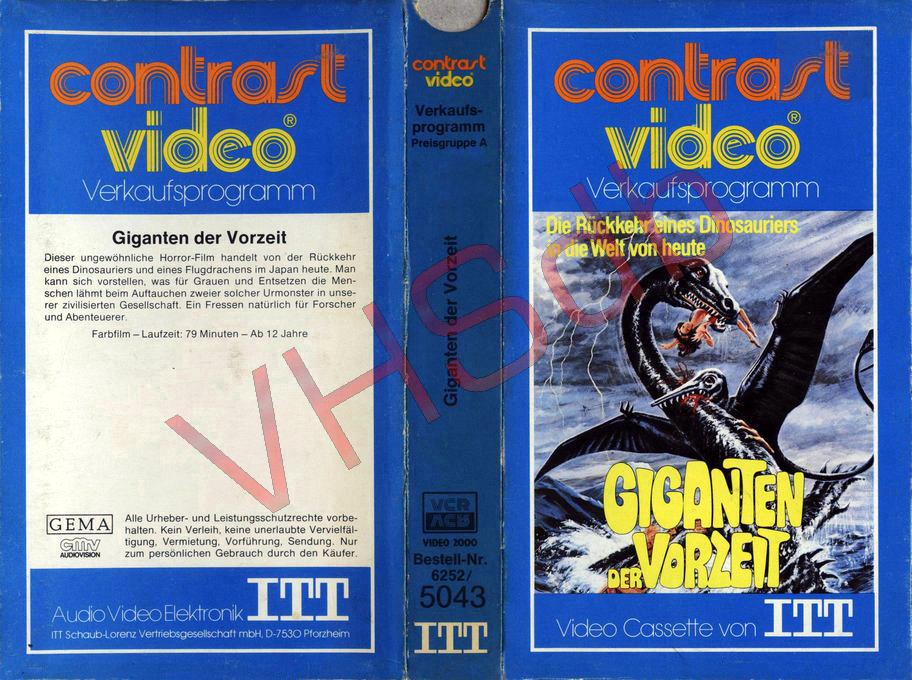 contrast
video®
Verkaufsprogramm
Giganten der Vorzeit
Dieser ungewöhnliche Horror-Film handelt von der Rückkehr
eines Dinosauriers und eines Flugdrachens im Japan heute. Man
kann sich vorstellen, was für Grauen und Entsetzen die Men-
schen lähmt beim Auftauchen zweier solcher Urmonster in unse-
rer zivilisierten Gesellschaft. Ein Fressen natürlich für Forscher
und Abenteuerer.
Farbfilm – Laufzeit: 79 Minuten – Ab 12 Jahre
GEMA
cmv
AUDIOVISION
Alle Urheber- und Leistungsschutzrechte vorbe-
halten. Kein Verleih, keine unerlaubte Vervielfäl-
tigung, Vermietung, Vorführung, Sendung. Nur
zum persönlichen Gebrauch durch den Käufer.
Audio Video Elektronik ITT
ITT Schaub-Lorenz Vertriebsgesellschaft mbH, D-7530 Pforzheim
contrast
video®
Verkaufs-
programm
Preisgruppe A
Giganten der Vorzeit
VCR
VCR
VIDEO 2000
Bestell-Nr.
6252/
5043
ITT
contrast
video®
Verkaufsprogramm
Die Rückkehr eines Dinosauriers
in die Welt von heute
GIGANTEN
DER VORZEIT
Video Cassette von ITT
VHSub